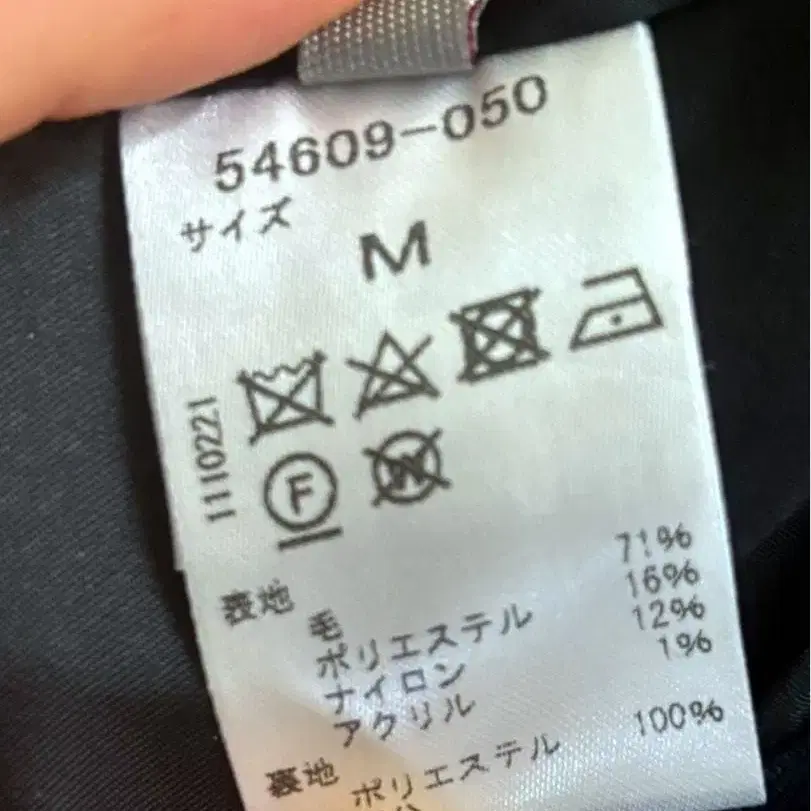 54609-050
サイズ
M
1110221
F
W
表地
毛 71%
ポリエステル 16%
ナイロン 12%
アクリル 1%
裏地
ポリエステル 100%